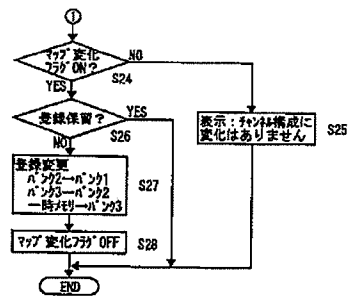 ①
マップ変化
フラグON?
NO
S24
YES
登録保留?
YES
S26
表示:チャンネル構成に
変化はありません
S25
NO
登録変更
バンク2→バンク1
バンク3→バンク2
一時メモリー→バンク3
S27
マップ変化フラグOFF
S28
END